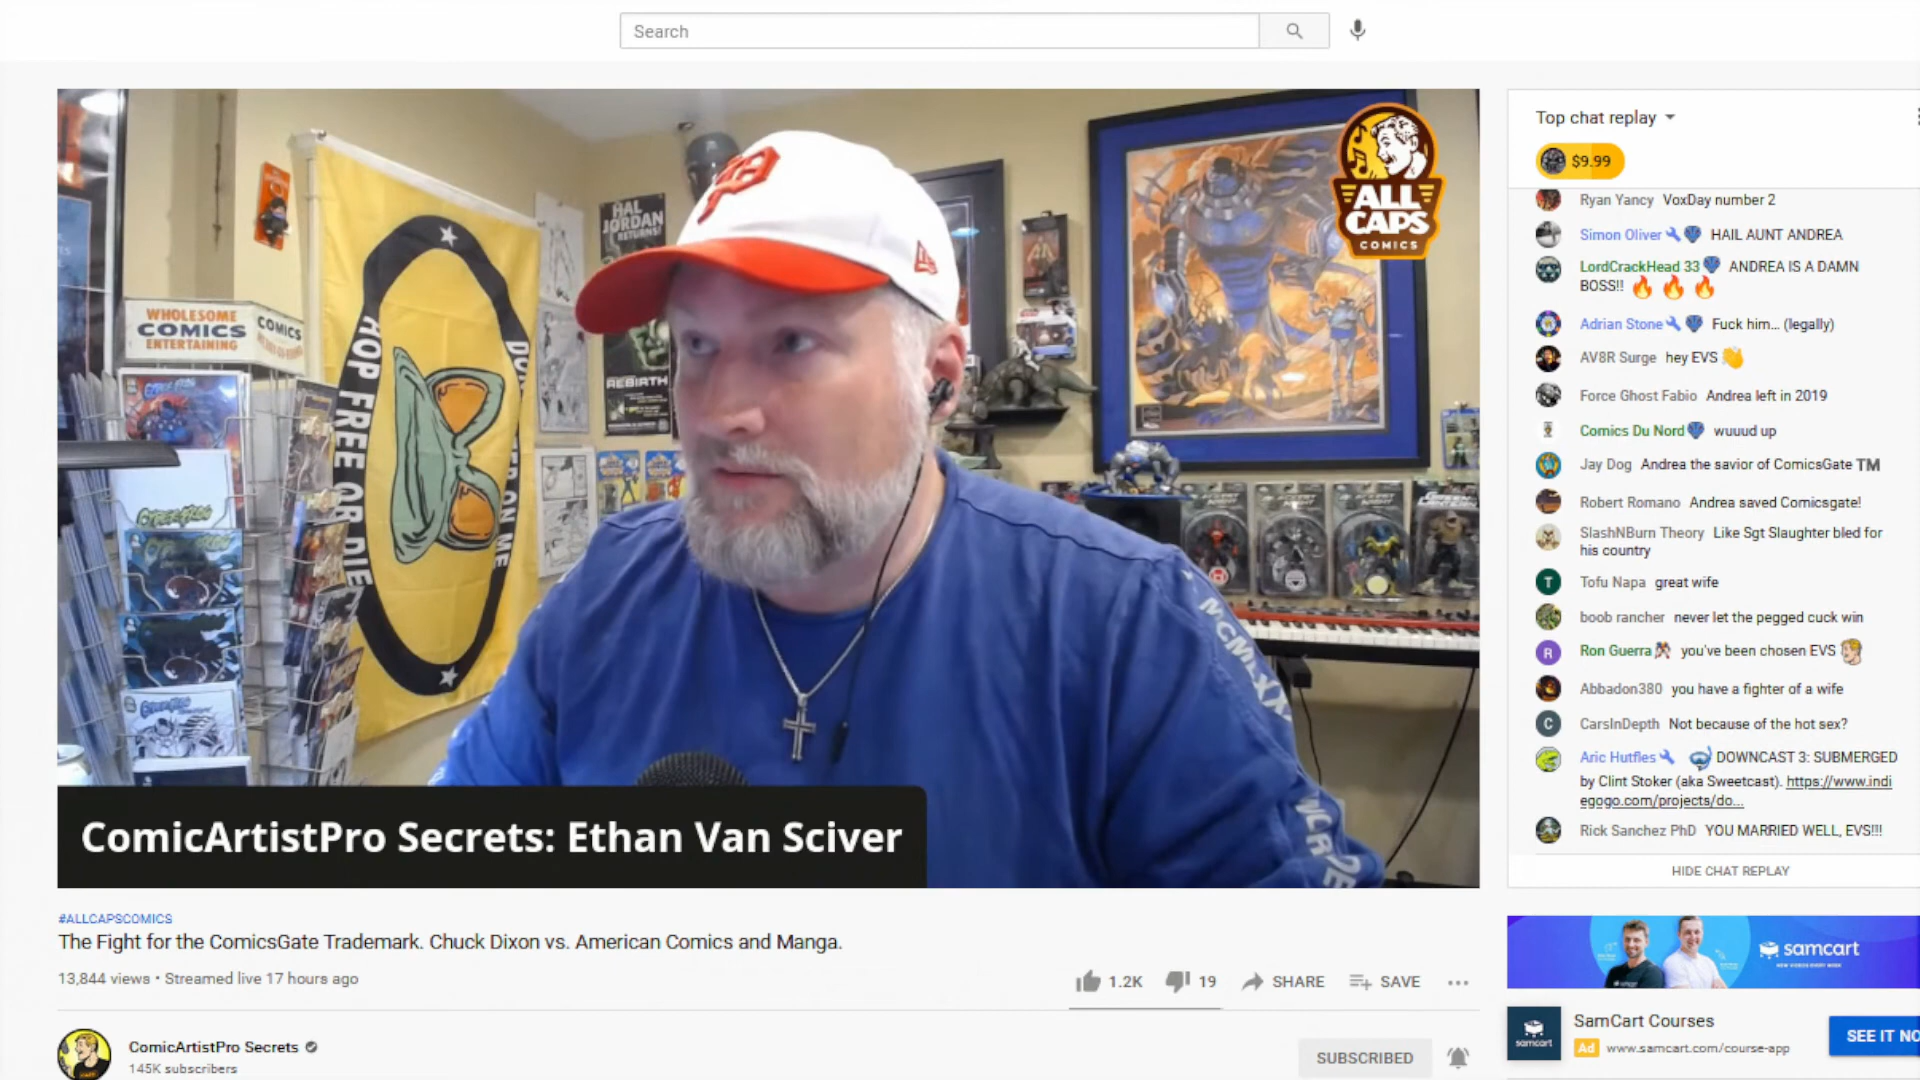 Search
Top chat replay
$9.99
Ryan Yancy VoxDay number 2
Simon Oliver HAIL AUNT ANDREA
LordCrackHead 33 ANDREA IS A DAMN
BOSS!!
Adrian Stone Fuck him... (legally)
AV8R Surge hey EVS
Force Ghost Fabio Andrea left in 2019
Comics Du Nord wuuud up
Jay Dog Andrea the savior of ComicsGate TM
Robert Romano Andrea saved Comicsgate!
SlashNBurn Theory Like Sgt Slaughter bled for
his country
T
Tofu Napa great wife
boob rancher never let the pegged cuck win
R
Ron Guerra you've been chosen EVS
Abbadon380 you have a fighter of a wife
C
CarsInDepth Not because of the hot sex?
Aric Hutfles DOWNCAST 3: SUBMERGED
by Clint Stoker (aka Sweetcast). https://www.indi
egogo.com/projects/do...
Rick Sanchez PhD YOU MARRIED WELL, EVS!!!
HIDE CHAT REPLAY
ALL
CAPS
COMICS
HAL
JORDAN
RETURNS!
REBIRTH
WHOLESOME
COMICS
ENTERTAINING
COMICS
HOP FREE OR DIE
ON ME
P
MCMXX
ComicArtistPro Secrets: Ethan Van Sciver
#ALLCAPSCOMICS
The Fight for the ComicsGate Trademark. Chuck Dixon vs. American Comics and Manga.
13,844 views • Streamed live 17 hours ago
1.2K
19
SHARE
SAVE
ComicArtistPro Secrets
145K subscribers
SUBSCRIBED
samcart
samcart
SamCart Courses
Ad
www.samcart.com/course-app
SEE IT NO